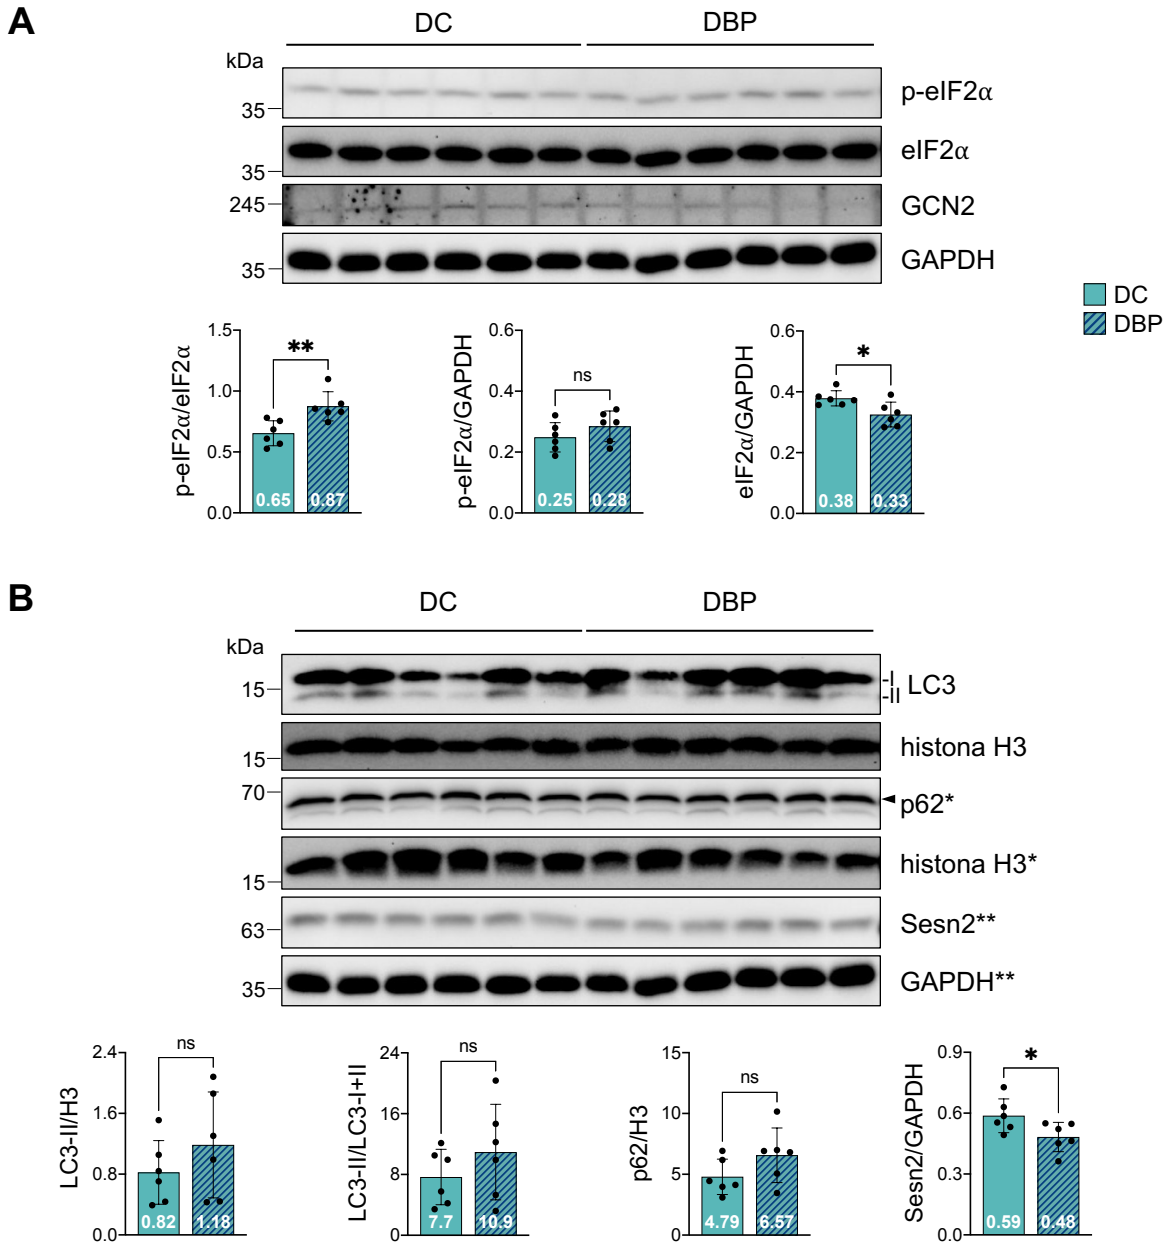 A
DC DBP
kDa
35 p-eIF2α
35 eIF2α
245 GCN2
35 GAPDH
DC
DBP
p-eIF2α/eIF2α
1.5
1.0
0.5
0.0
**
0.65 0.87
p-eIF2α/GAPDH
0.6
0.4
0.2
0.0
ns
0.25 0.28
eIF2α/GAPDH
0.6
0.4
0.2
0.0
*
0.38 0.33
B
DC DBP
kDa
15 -I -II LC3
15 histona H3
70 p62*
15 histona H3*
63 Sesn2**
35 GAPDH**
LC3-II/H3
2.4
1.6
0.8
0.0
ns
0.82 1.18
LC3-II/LC3-I+II
24
16
8
0
ns
7.7 10.9
p62/H3
15
10
5
0
ns
4.79 6.57
Sesn2/GAPDH
0.9
0.6
0.3
0.0
*
0.59 0.48